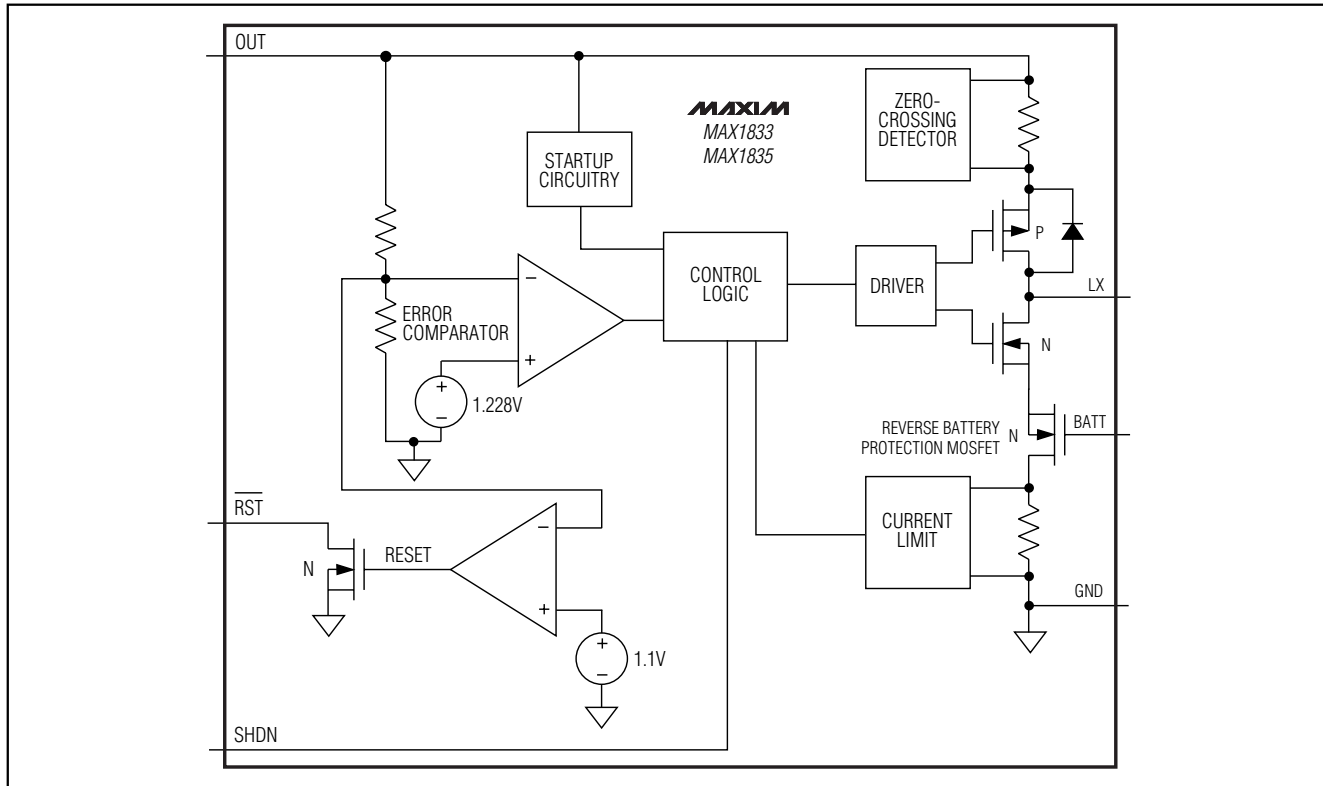 OUT
MAXIM
MAX1833
MAX1835
ZERO-
CROSSING
DETECTOR
STARTUP
CIRCUITRY
P
CONTROL
LOGIC
DRIVER
LX
−
ERROR
COMPARATOR
+
N
+
−
1.228V
REVERSE BATTERY
PROTECTION MOSFET
N
BATT
RST
−
CURRENT
LIMIT
RESET
N
+
GND
+
−
1.1V
SHDN